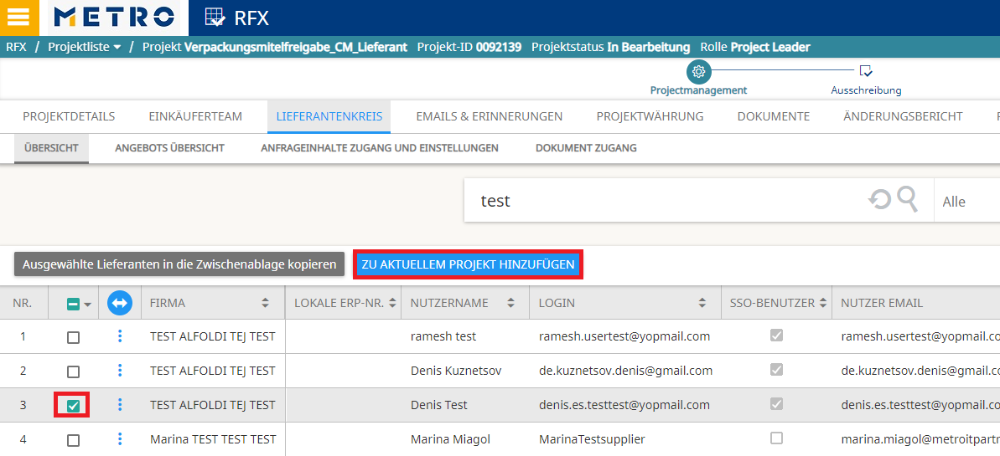 METRO RFX
RFX / Projektliste / Projekt Verpackungsmitelfreigabe_CM_Lieferant Projekt-ID 0092139 Projektstatus In Bearbeitung Rolle Project Leader
Projectmanagement Ausschreibung
PROJEKTDETAILS EINKÄUFERTEAM LIEFERANTENKREIS EMAILS & ERINNERUNGEN PROJEKTWÄHRUNG DOKUMENTE ÄNDERUNGSBERICHT
ÜBERSICHT ANGEBOTS ÜBERSICHT ANFRAGEINHALTE ZUGANG UND EINSTELLUNGEN DOKUMENT ZUGANG
test Alle
Ausgewählte Lieferanten in die Zwischenablage kopieren ZU AKTUELLEM PROJEKT HINZUFÜGEN
NR. FIRMA LOKALE ERP-NR. NUTZERNAME LOGIN SSO-BENUTZER NUTZER EMAIL
1 TEST ALFOLDI TEJ TEST ramesh test ramesh.usertest@yopmail.com ramesh.usertest@yopmail.com
2 TEST ALFOLDI TEJ TEST Denis Kuznetsov de.kuznetsov.denis@gmail.com de.kuznetsov.denis@gmail.com
3 TEST ALFOLDI TEJ TEST Denis Test denis.es.testtest@yopmail.com denis.es.testtest@yopmail.com
4 Marina TEST TEST TEST Marina Miagol MarinaTestsupplier marina.miagol@metroitpartn